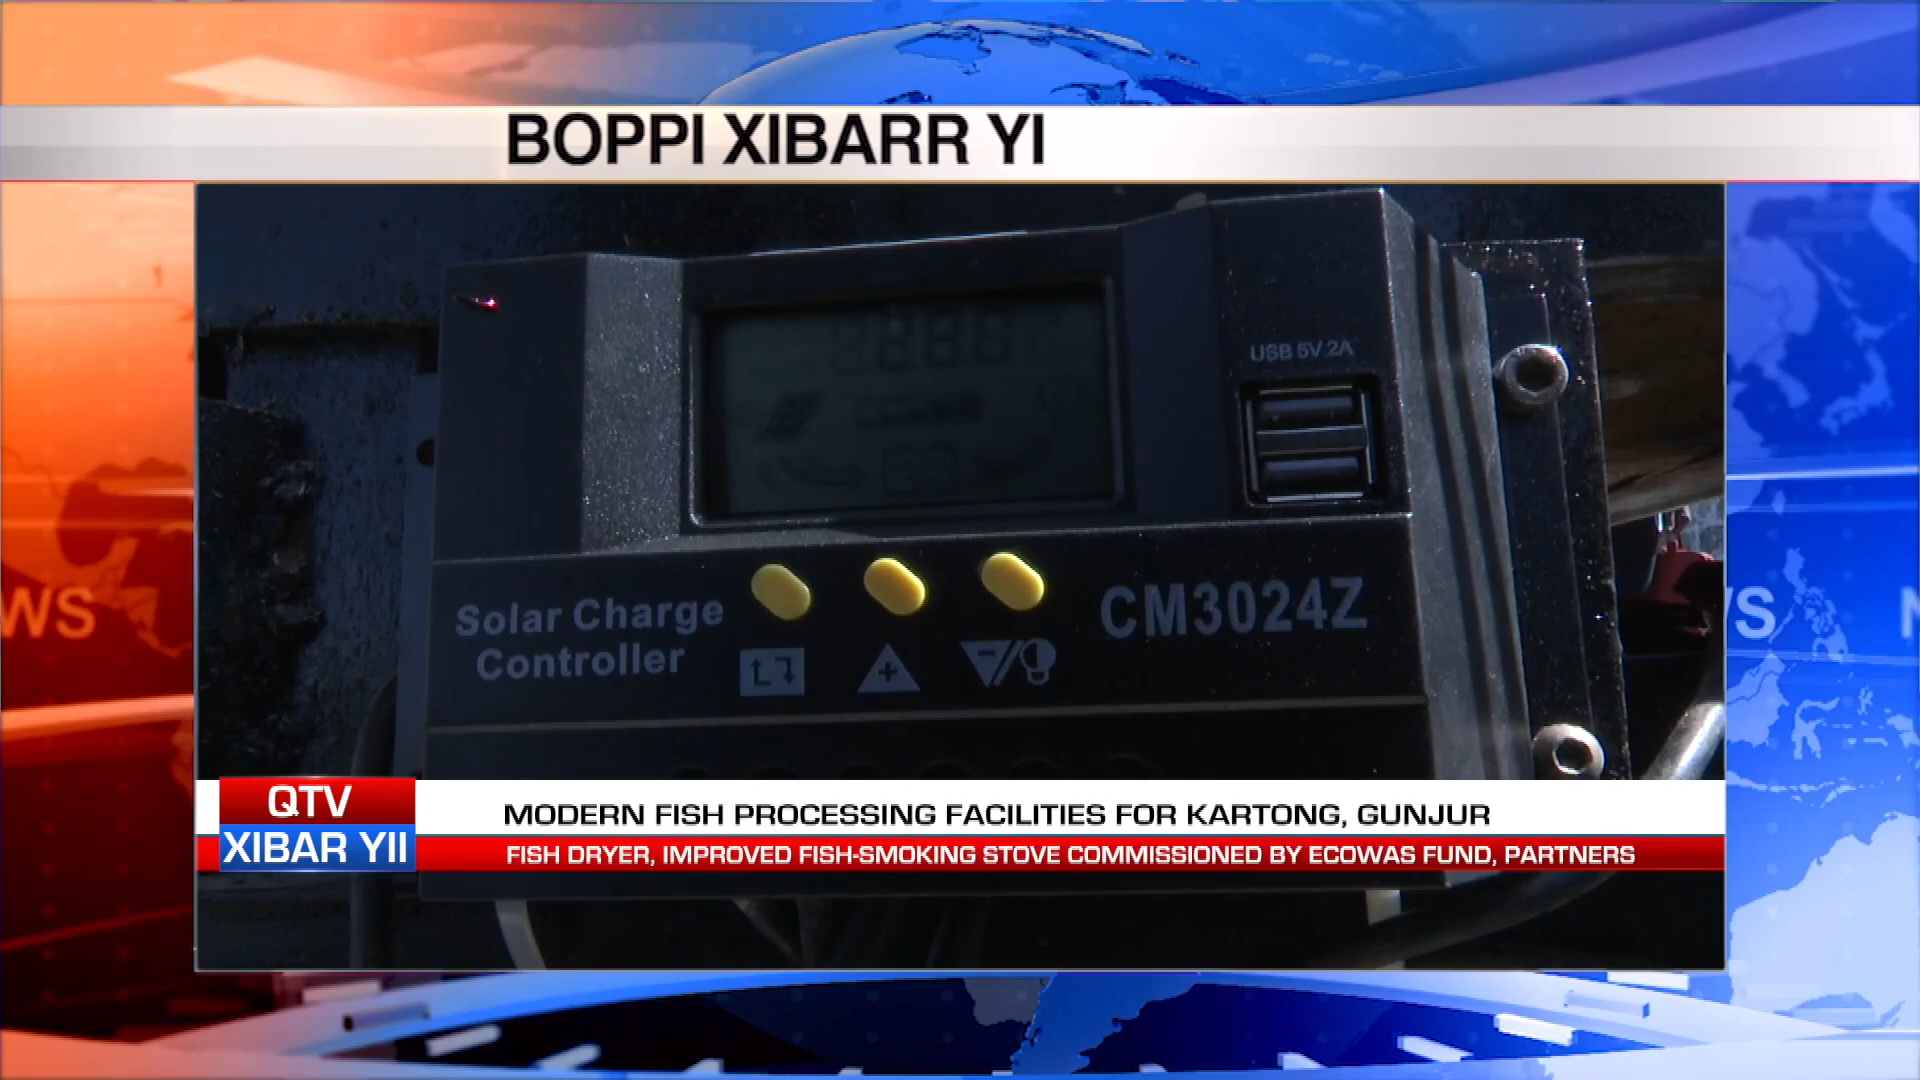 BOPPI XIBARR YI
USB 5V 2A
Solar Charge
Controller
CM3024Z
+
QTV
XIBAR YII
MODERN FISH PROCESSING FACILITIES FOR KARTONG, GUNJUR
FISH DRYER, IMPROVED FISH-SMOKING STOVE COMMISSIONED BY ECOWAS FUND, PARTNERS